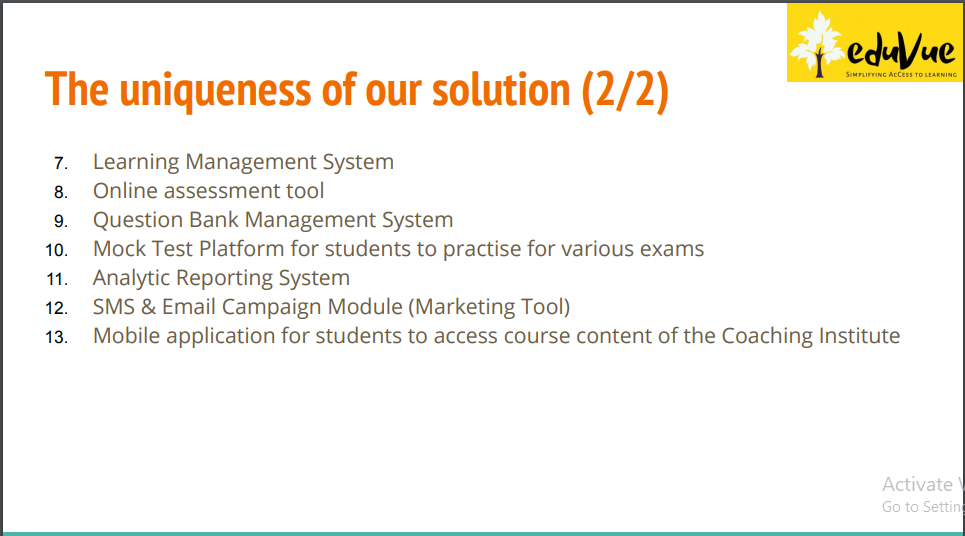 eduVue
SIMPLIFYING ACCESS TO LEARNING
The uniqueness of our solution (2/2)
7. Learning Management System
8. Online assessment tool
9. Question Bank Management System
10. Mock Test Platform for students to practise for various exams
11. Analytic Reporting System
12. SMS & Email Campaign Module (Marketing Tool)
13. Mobile application for students to access course content of the Coaching Institute
Activate
Go to